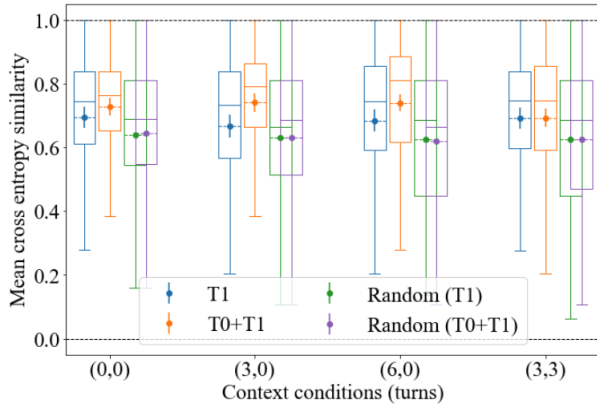 Mean cross entropy similarity
1.0
0.8
0.6
0.4
0.2
0.0
T1
T0+T1
Random (T1)
Random (T0+T1)
(0,0) (3,0) (6,0) (3,3)
Context conditions (turns)